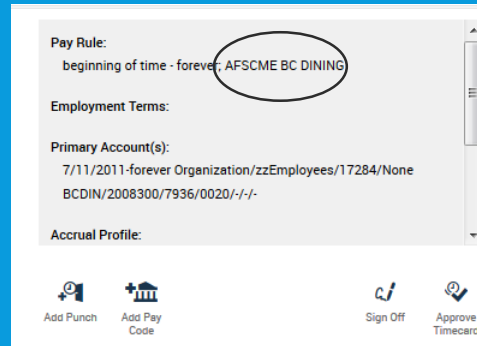 Pay Rule:
beginning of time - forever; AFSCME BC DINING
Employment Terms:
Primary Account(s):
7/11/2011-forever Organization/zzEmployees/17284/None
BCDIN/2008300/7936/0020/-/-/-
Accrual Profile:
Add Punch
Add Pay
Code
Sign Off
Approve
Timecard